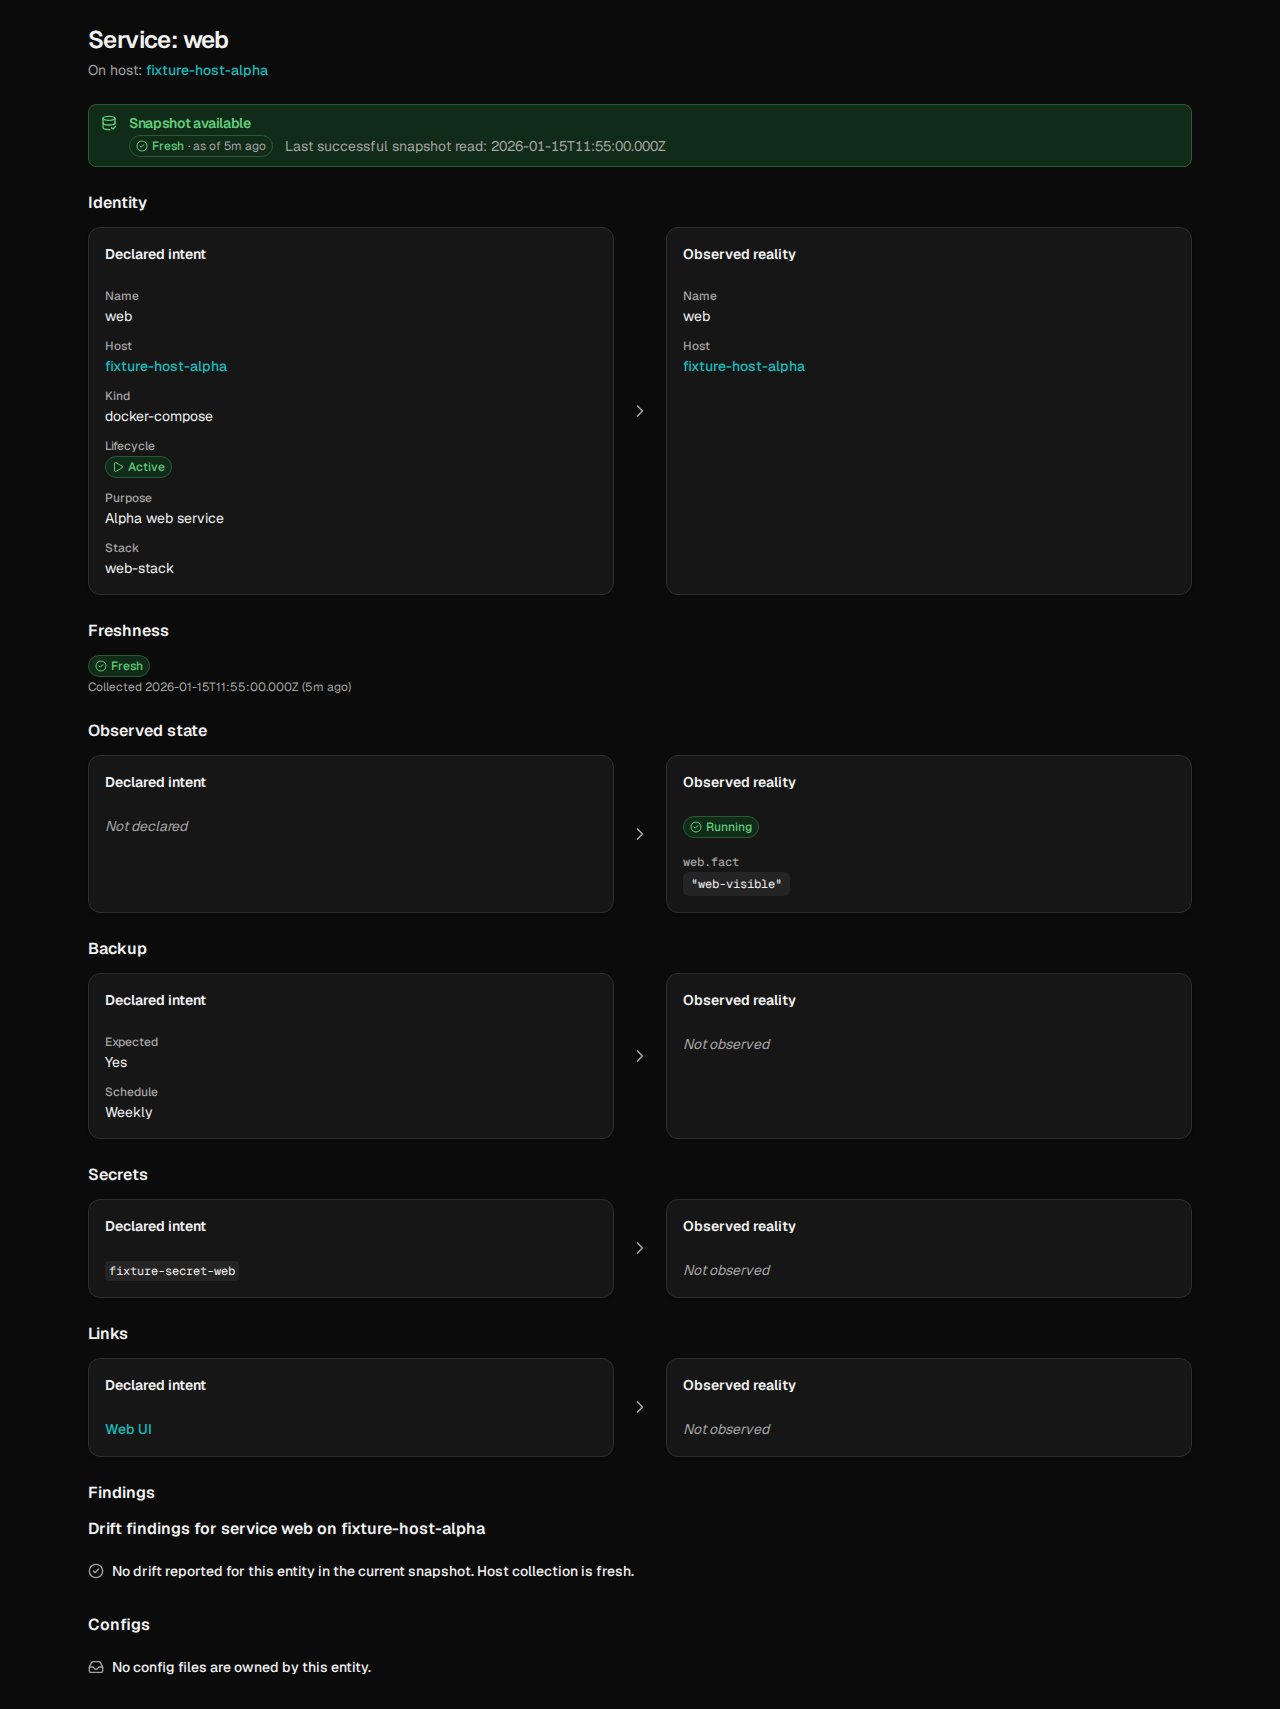 Service: web
On host: fixture-host-alpha
Snapshot available
Fresh · as of 5m ago Last successful snapshot read: 2026-01-15T11:55:00.000Z
Identity
Declared intent
Name
web
Host
fixture-host-alpha
Kind
docker-compose
Lifecycle
Active
Purpose
Alpha web service
Stack
web-stack
Observed reality
Name
web
Host
fixture-host-alpha
Freshness
Fresh
Collected 2026-01-15T11:55:00.000Z (5m ago)
Observed state
Declared intent
Not declared
Observed reality
Running
web.fact
"web-visible"
Backup
Declared intent
Expected
Yes
Schedule
Weekly
Observed reality
Not observed
Secrets
Declared intent
fixture-secret-web
Observed reality
Not observed
Links
Declared intent
Web UI
Observed reality
Not observed
Findings
Drift findings for service web on fixture-host-alpha
No drift reported for this entity in the current snapshot. Host collection is fresh.
Configs
No config files are owned by this entity.